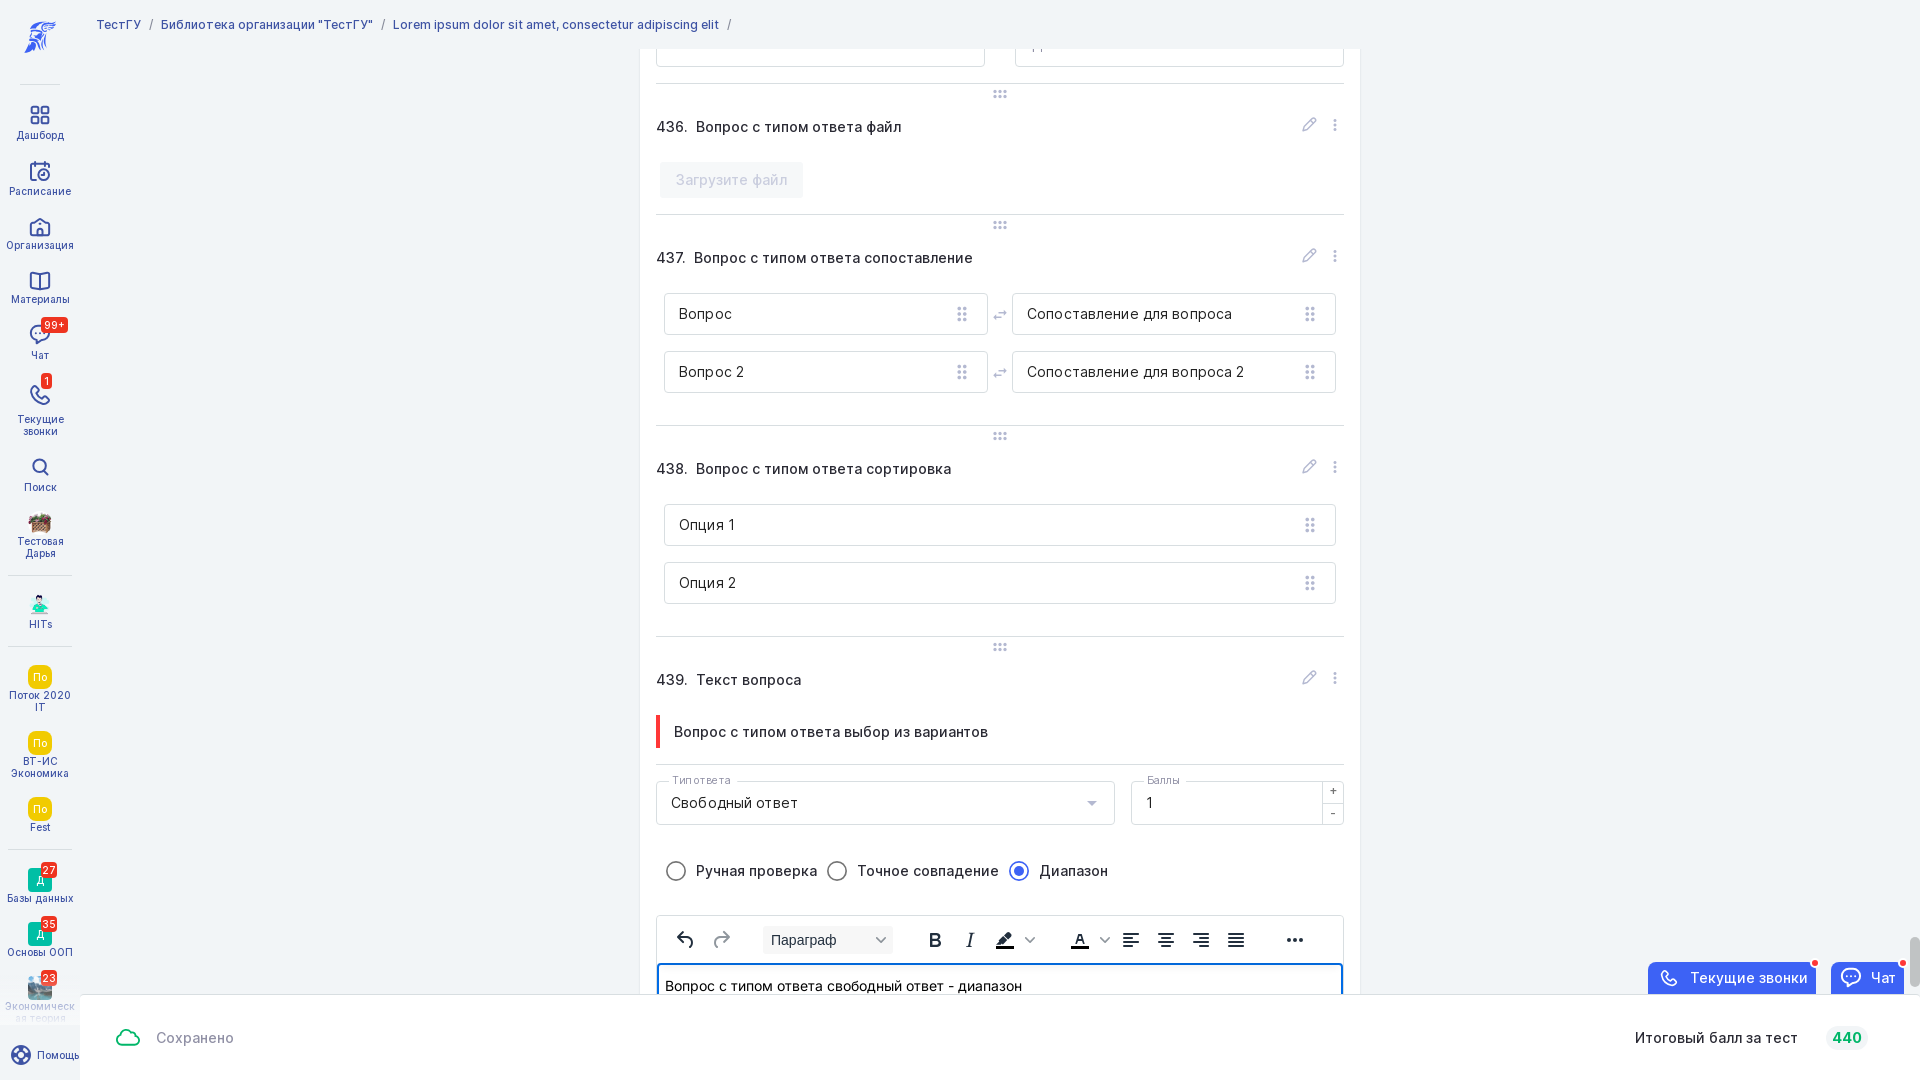 ТестГУ / Библиотека организации "ТестГУ" / Lorem ipsum dolor sit amet, consectetur adipiscing elit /
Дашборд
Расписание
Организация
Материалы
99+
Чат
1
Текущие
звонки
Поиск
Тестовая
Дарья
HITs
По
Поток 2020
IT
По
ВТ-ИС
Экономика
По
Fest
27
Д
Базы данных
35
Д
Основы ООП
23
Экономическ
ая теория
Помощь
436. Вопрос с типом ответа файл
Загрузите файл
437. Вопрос с типом ответа сопоставление
Вопрос
Сопоставление для вопроса
Вопрос 2
Сопоставление для вопроса 2
438. Вопрос с типом ответа сортировка
Опция 1
Опция 2
439. Текст вопроса
Вопрос с типом ответа выбор из вариантов
Тип ответа
Свободный ответ
Баллы
1
+
-
Ручная проверка
Точное совпадение
Диапазон
Параграф
Вопрос с типом ответа свободный ответ - диапазон
Текущие звонки
Чат
Сохранено
Итоговый балл за тест 440